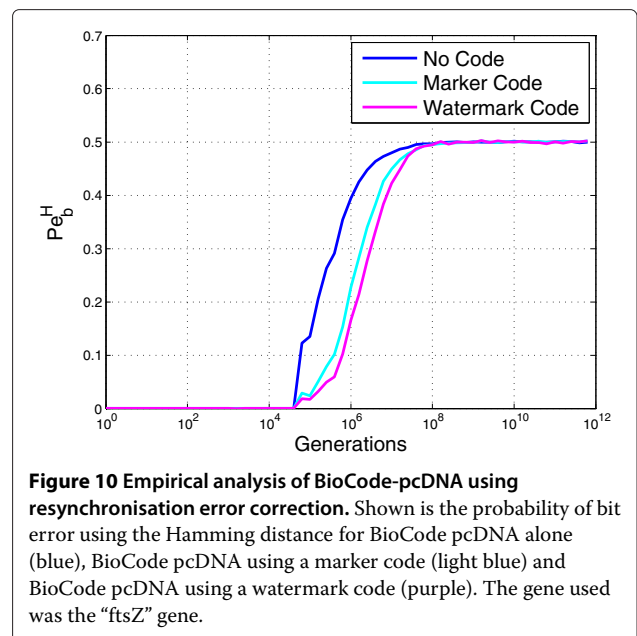 0.7
0.6
0.5
0.4
0.3
0.2
0.1
0
Pe_b^H
No Code
Marker Code
Watermark Code
10^0 10^2 10^4 10^6 10^8 10^10 10^12
Generations
Figure 10 Empirical analysis of BioCode-pcDNA using
resynchronisation error correction. Shown is the probability of bit
error using the Hamming distance for BioCode pcDNA alone
(blue), BioCode pcDNA using a marker code (light blue) and
BioCode pcDNA using a watermark code (purple). The gene used
was the “ftsZ” gene.